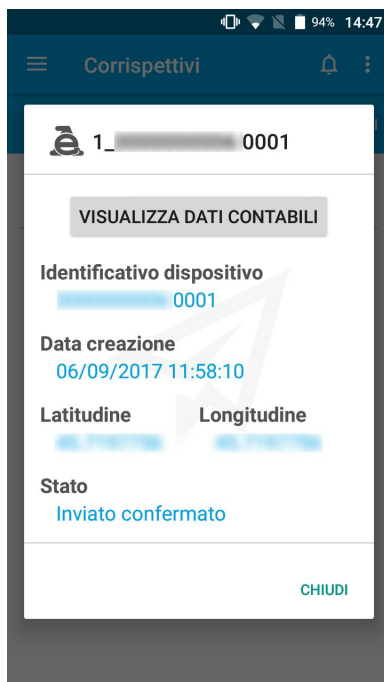 94% 14:47
Corrispettivi
1_ 0001
VISUALIZZA DATI CONTABILI
Identificativo dispositivo
0001
Data creazione
06/09/2017 11:58:10
Latitudine Longitudine
Stato
Inviato confermato
CHIUDI